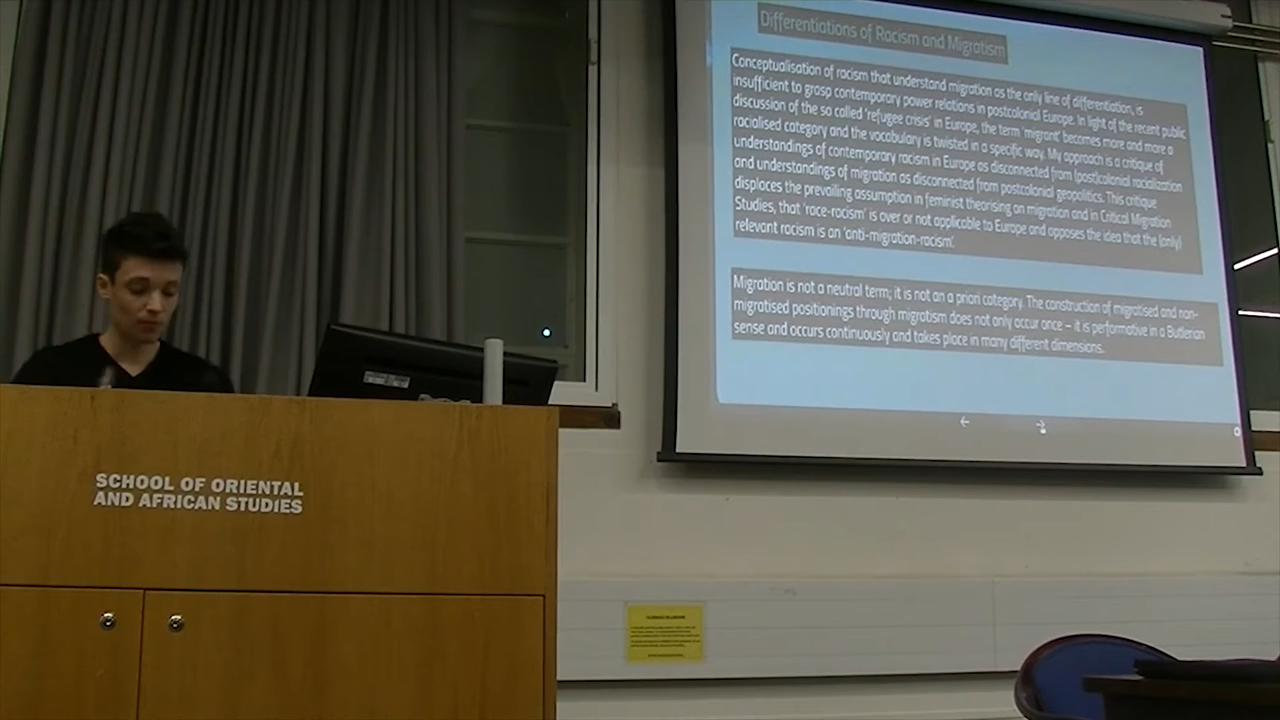 Differentiations of Racism and Migratism
Conceptualisation of racism that understand migration as the only line of differentiation, is
insufficient to grasp contemporary power relations in postcolonial Europe. In light of the recent public
discussion of the so called 'refugee crisis' in Europe, the term 'migrant' becomes more and more a
racialised category and the vocabulary is twisted in a specific way. My approach is a critique of
understandings of contemporary racism in Europe as disconnected from (post)colonial racialization
and understandings of migration as disconnected from postcolonial geopolitics. This critique
displaces the prevailing assumption in feminist theorising on migration and in Critical Migration
Studies, that 'race-racism' is over or not applicable to Europe and opposes the idea that the (only)
relevant racism is an 'anti-migration-racism'.
Migration is not a neutral term; it is not an a priori category. The construction of migratised and non-
migratised positionings through migratism does not only occur once – it is performative in a Butlerian
sense and occurs continuously and takes place in many different dimensions.
SCHOOL OF ORIENTAL
AND AFRICAN STUDIES